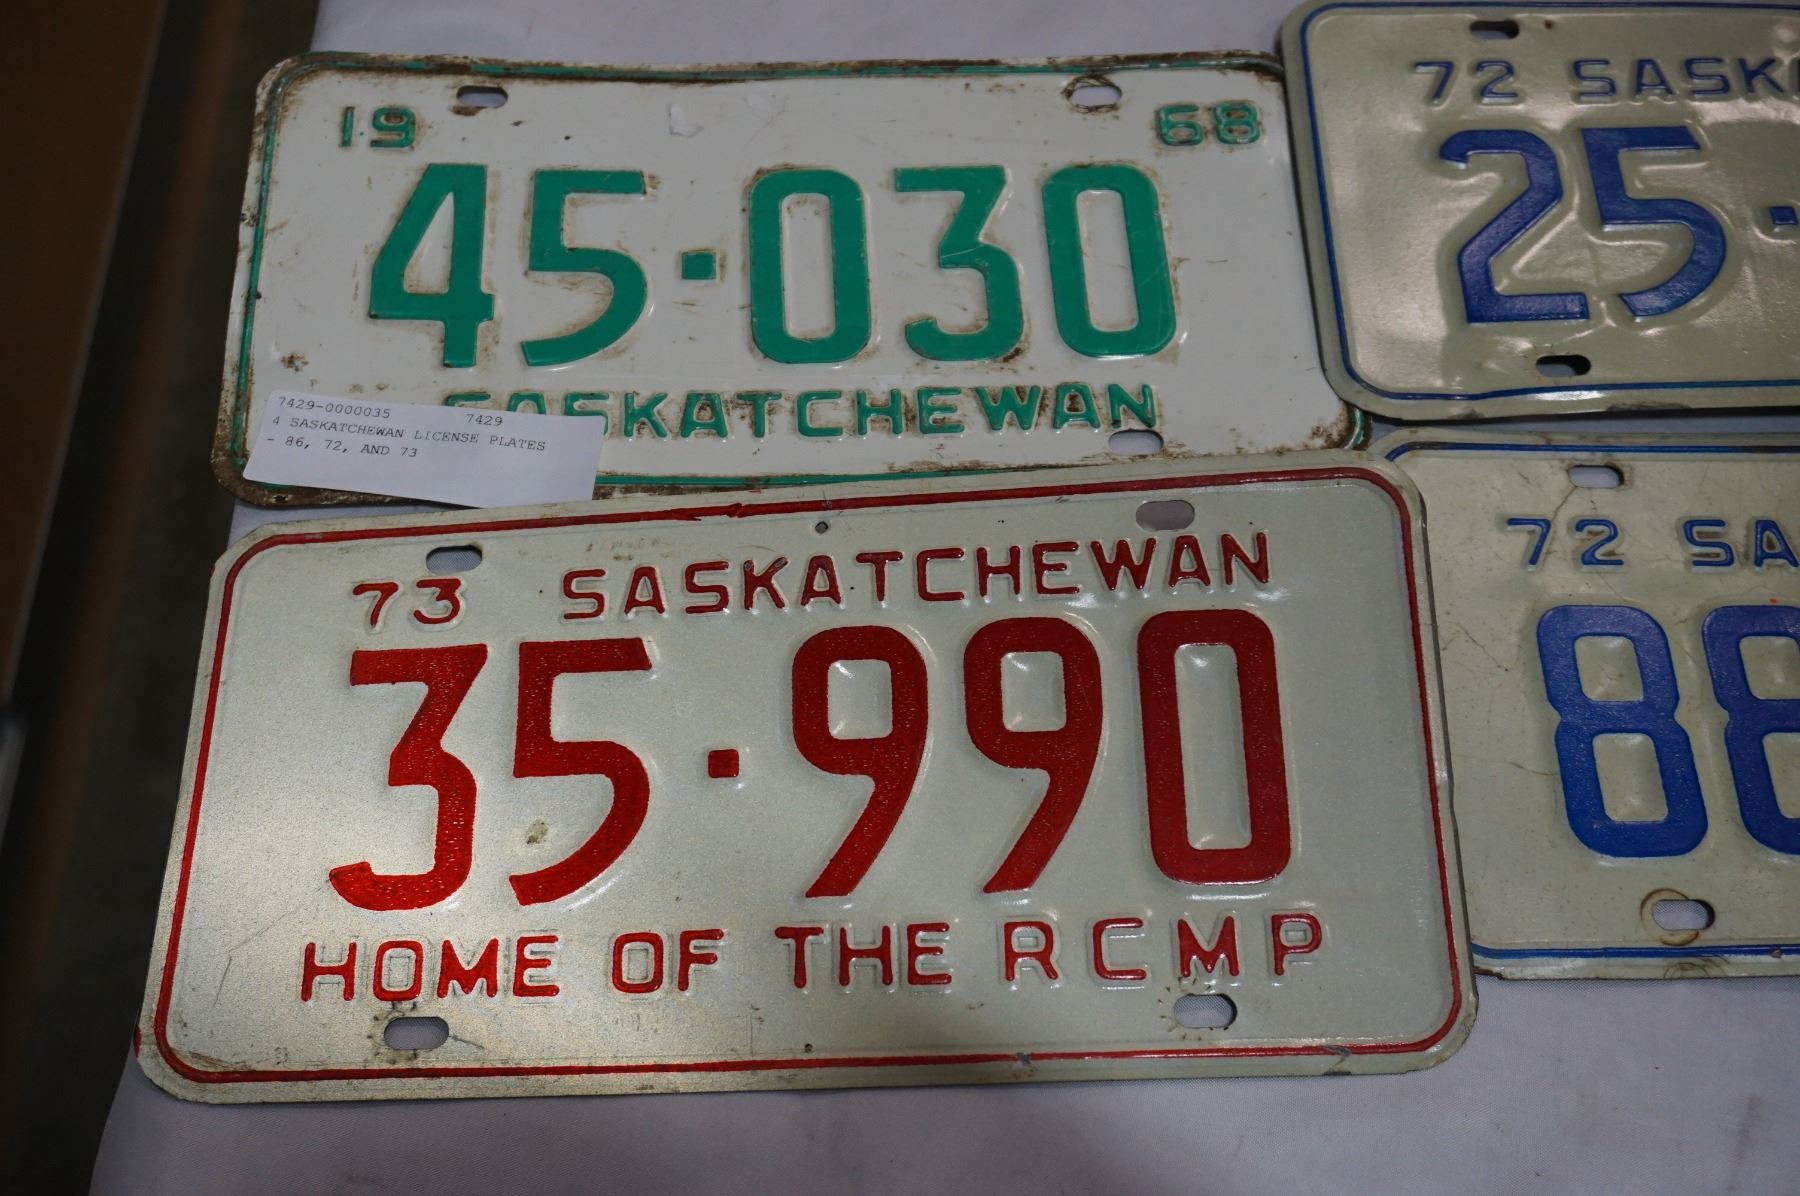 19 68
45·030
SASKATCHEWAN
7429-0000035 7429
4 SASKATCHEWAN LICENSE PLATES
- 86, 72, AND 73
73 SASKATCHEWAN
35·990
HOME OF THE RCMP
72 SASK
25·
72 SA
88